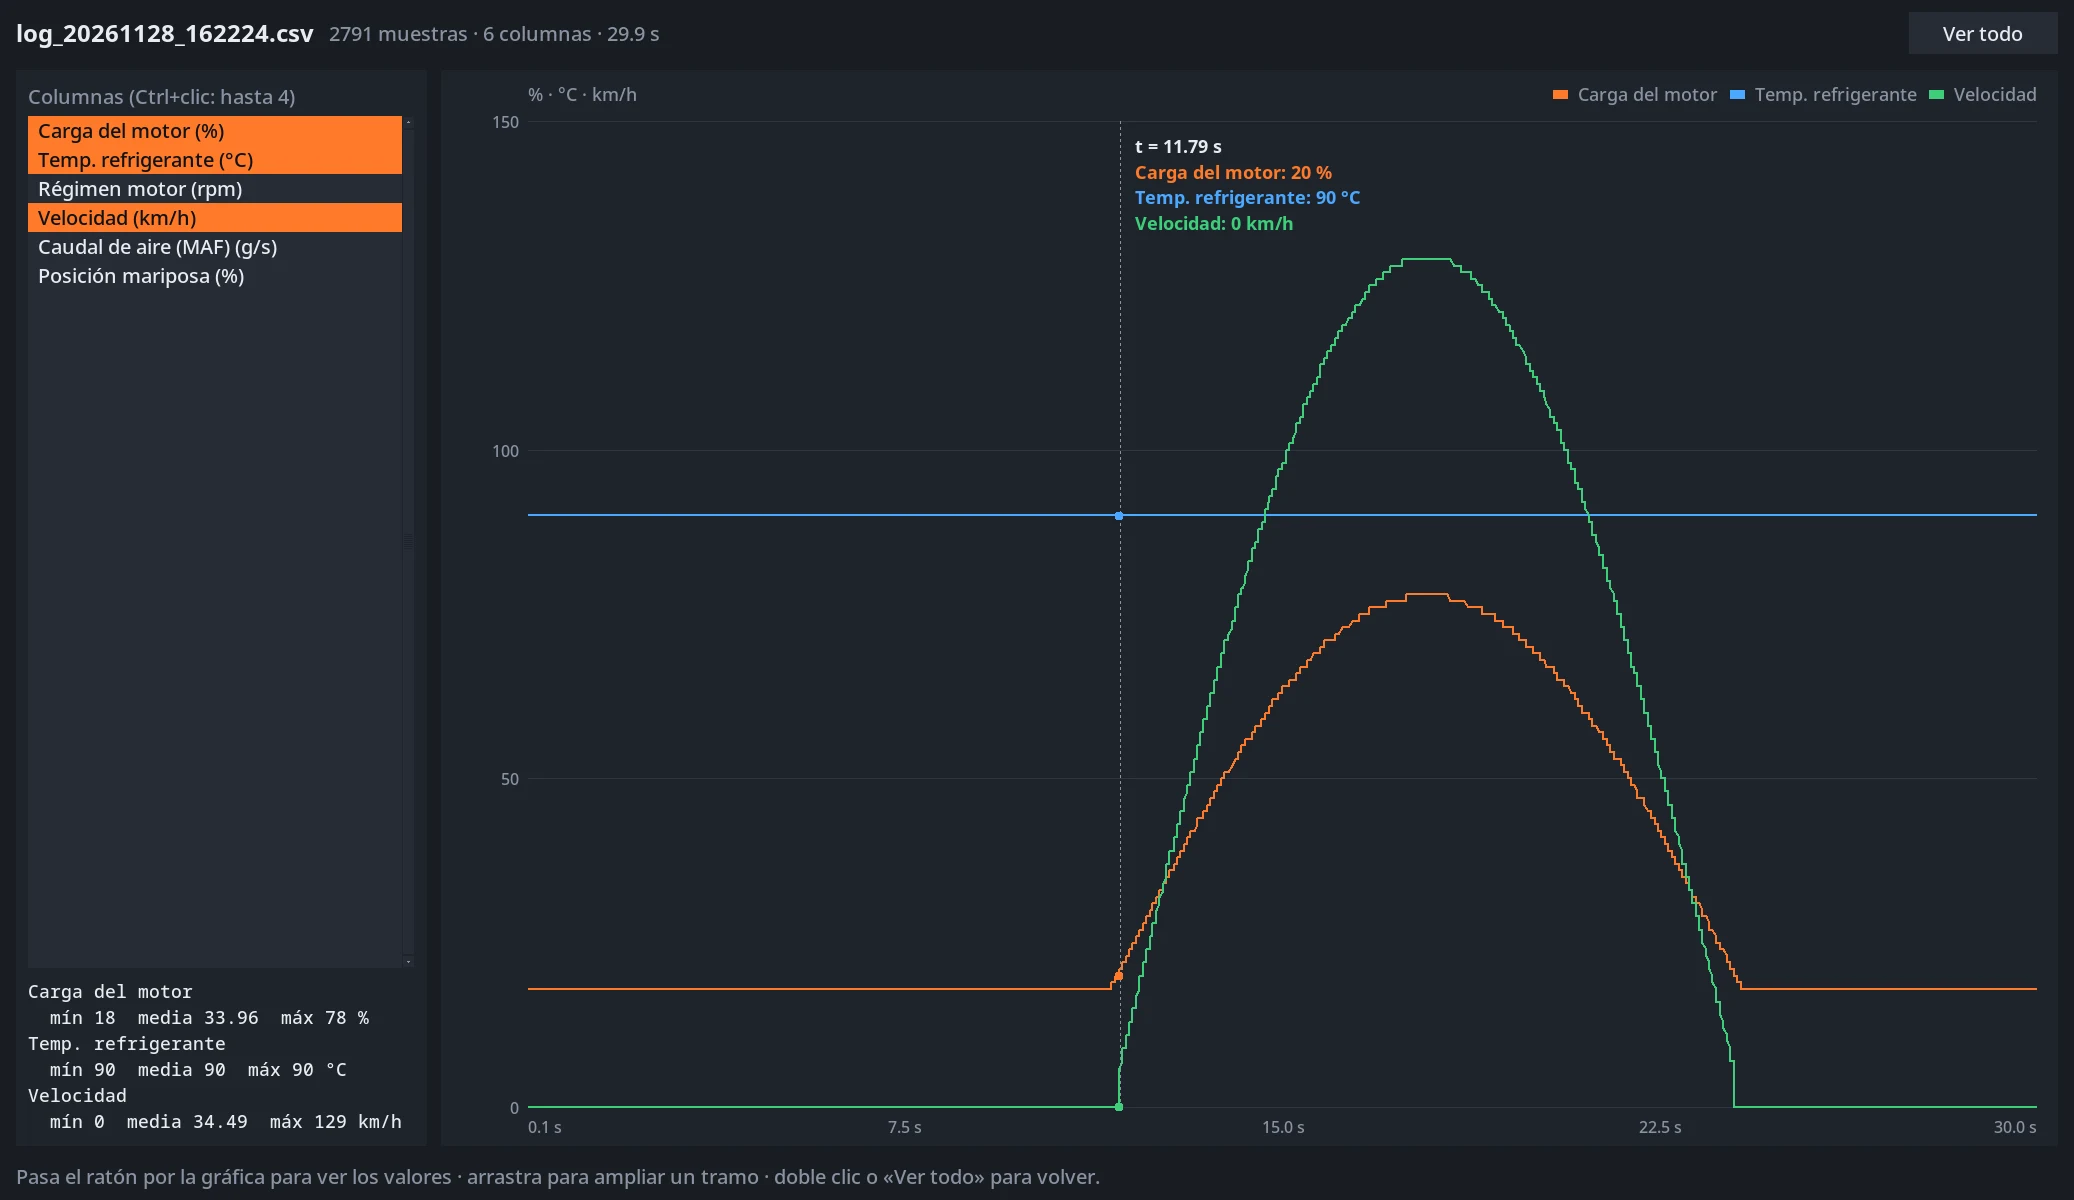 log_20261128_162224.csv 2791 muestras · 6 columnas · 29.9 s
Ver todo
Columnas (Ctrl+clic: hasta 4)
Carga del motor (%)
Temp. refrigerante (°C)
Régimen motor (rpm)
Velocidad (km/h)
Caudal de aire (MAF) (g/s)
Posición mariposa (%)
Carga del motor
mín 18 media 33.96 máx 78 %
Temp. refrigerante
mín 90 media 90 máx 90 °C
Velocidad
mín 0 media 34.49 máx 129 km/h
% · °C · km/h
Carga del motor Temp. refrigerante Velocidad
150
t = 11.79 s
Carga del motor: 20 %
Temp. refrigerante: 90 °C
Velocidad: 0 km/h
100
50
0
0.1 s 7.5 s 15.0 s 22.5 s 30.0 s
Pasa el ratón por la gráfica para ver los valores · arrastra para ampliar un tramo · doble clic o «Ver todo» para volver.